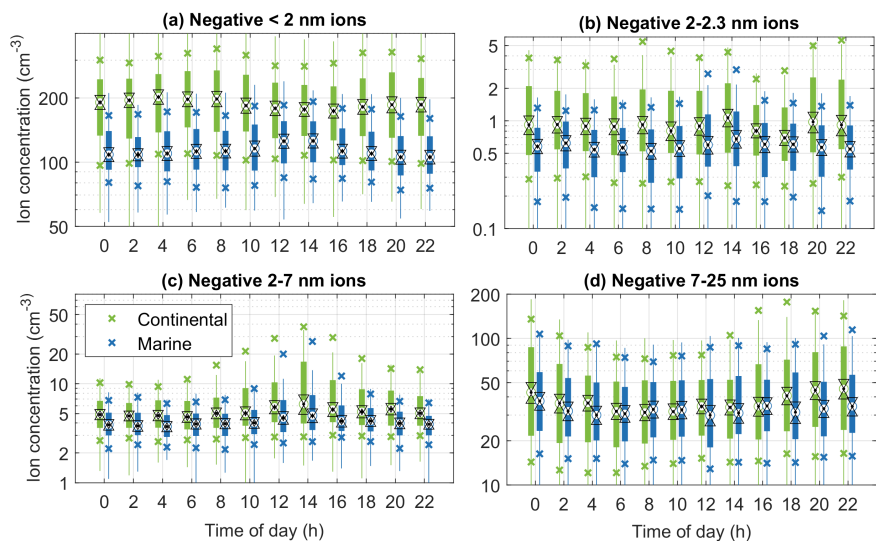 (a) Negative < 2 nm ions
Ion concentration (cm-3)
200
100
50
0 2 4 6 8 10 12 14 16 18 20 22
(b) Negative 2-2.3 nm ions
5
2
1
0.5
0.1
0 2 4 6 8 10 12 14 16 18 20 22
(c) Negative 2-7 nm ions
Ion concentration (cm-3)
50
20
10
5
2
1
Continental
Marine
0 2 4 6 8 10 12 14 16 18 20 22
Time of day (h)
(d) Negative 7-25 nm ions
200
100
50
20
10
0 2 4 6 8 10 12 14 16 18 20 22
Time of day (h)